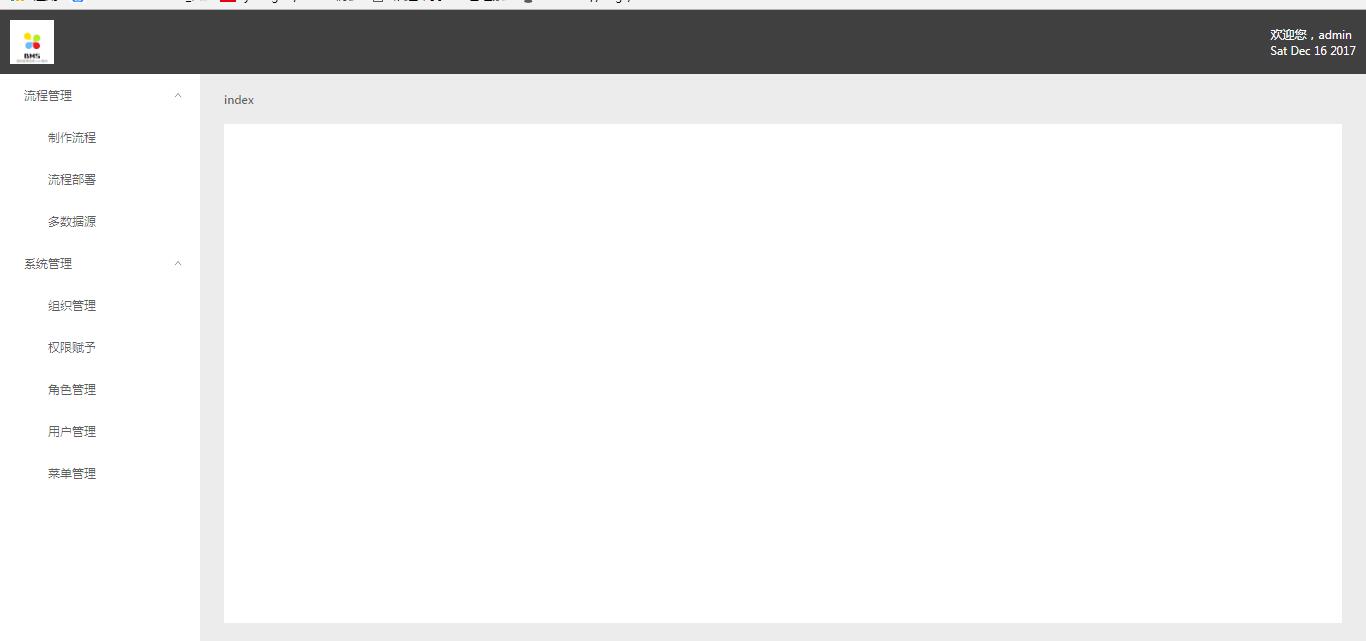 BMS
欢迎您，admin
Sat Dec 16 2017
流程管理
index
制作流程
流程部署
多数据源
系统管理
组织管理
权限赋予
角色管理
用户管理
菜单管理